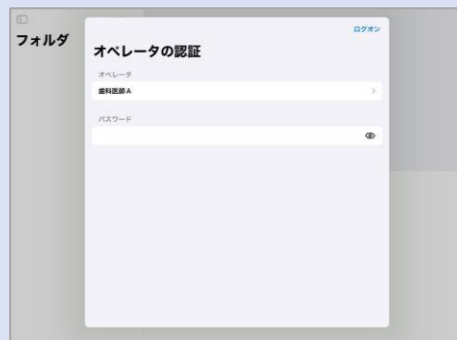 フォルダ
ログオン
オペレータの認証
オペレータ
歯科医師A
パスワード